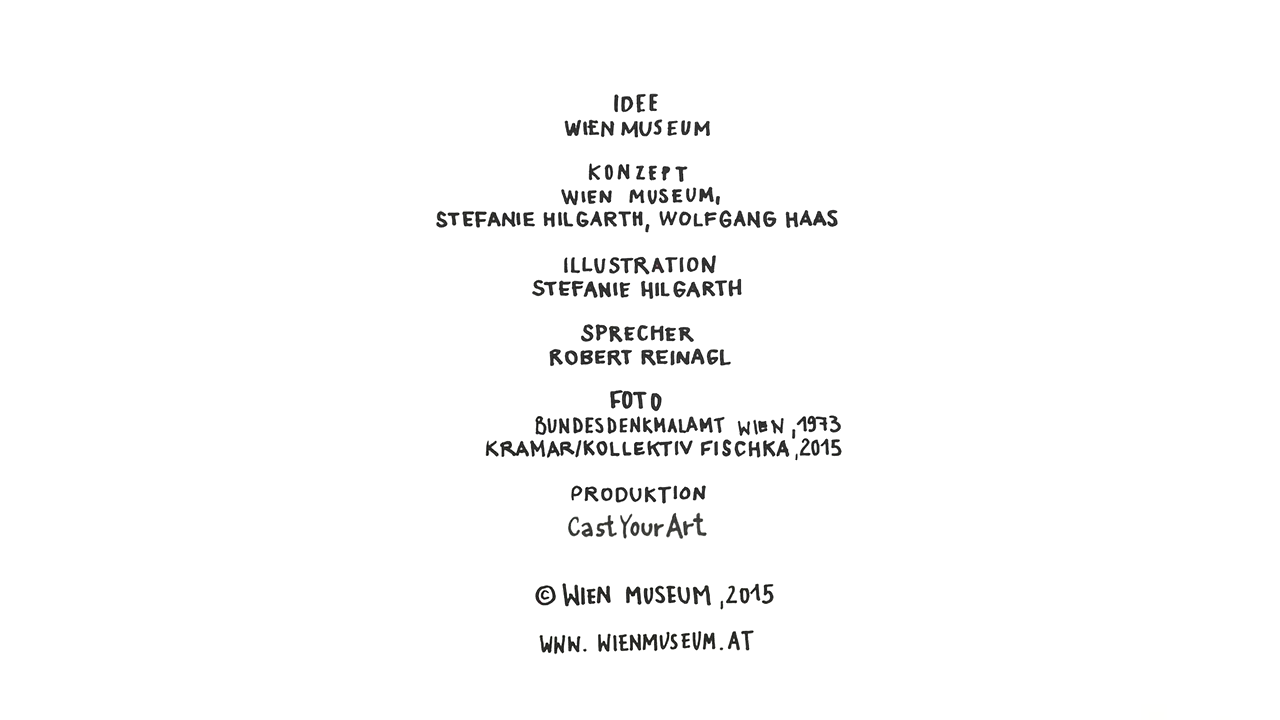 IDEE
WIEN MUSEUM
KONZEPT
WIEN MUSEUM,
STEFANIE HILGARTH, WOLFGANG HAAS
ILLUSTRATION
STEFANIE HILGARTH
SPRECHER
ROBERT REINAGL
FOTO
BUNDESDENKMALAMT WIEN, 1973
KRAMAR/KOLLEKTIV FISCHKA, 2015
PRODUKTION
CastYourArt
© WIEN MUSEUM, 2015
WWW. WIENMUSEUM.AT